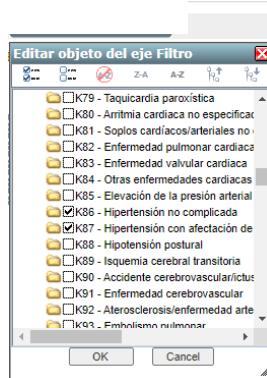 Editar objeto del eje Filtro
Z-A A-Z
K79 - Taquicardia paroxística
K80 - Arritmia cardiaca no especificad
K81 - Soplos cardíacos/arteriales no
K82 - Enfermedad pulmonar cardiaca
K83 - Enfermedad valvular cardiaca
K84 - Otras enfermedades cardiacas
K85 - Elevación de la presión arterial
K86 - Hipertensión no complicada
K87 - Hipertensión con afectación de
K88 - Hipotensión postural
K89 - Isquemia cerebral transitoria
K90 - Accidente cerebrovascular/ictus
K91 - Enfermedad cerebrovascular
K92 - Aterosclerosis/enfermedad arte
K93 - Embolismo pulmonar
OK Cancel